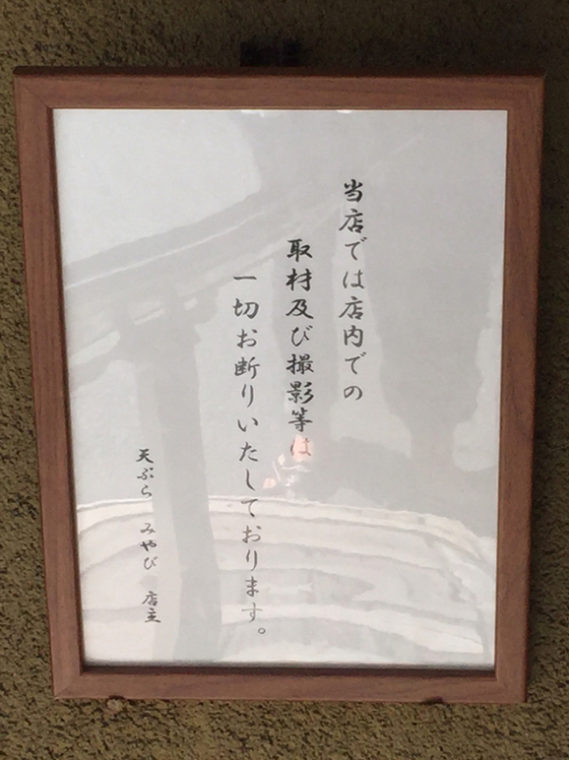 当店では店内での
取材及び撮影等は
一切お断りいたしております。
天ぷら みやび 店主